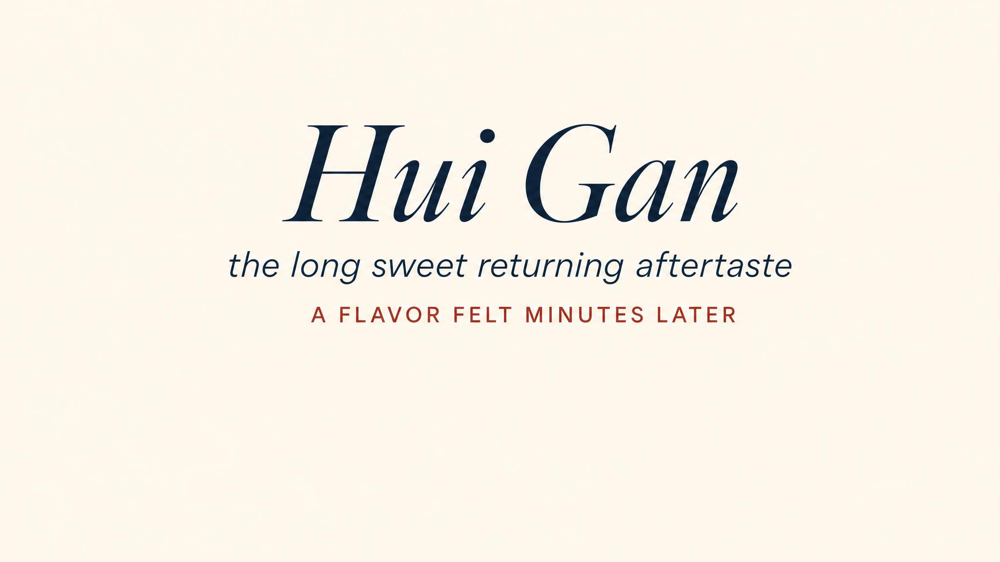 Hui Gan
the long sweet returning aftertaste
A FLAVOR FELT MINUTES LATER